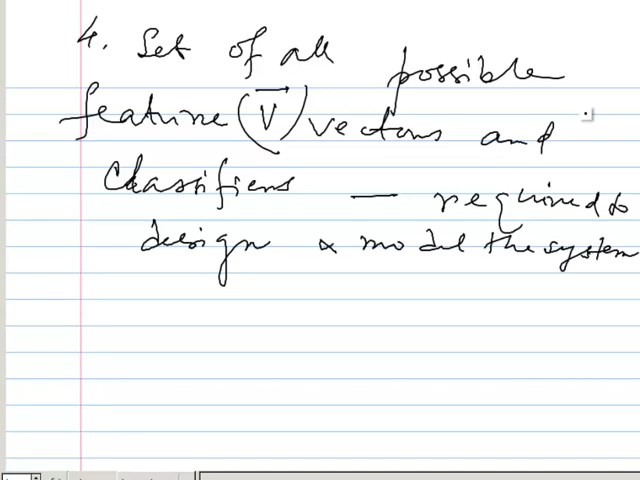 4. Set of all possible
feature (V⃗) vectors and
classifiers — required to
design & model the system